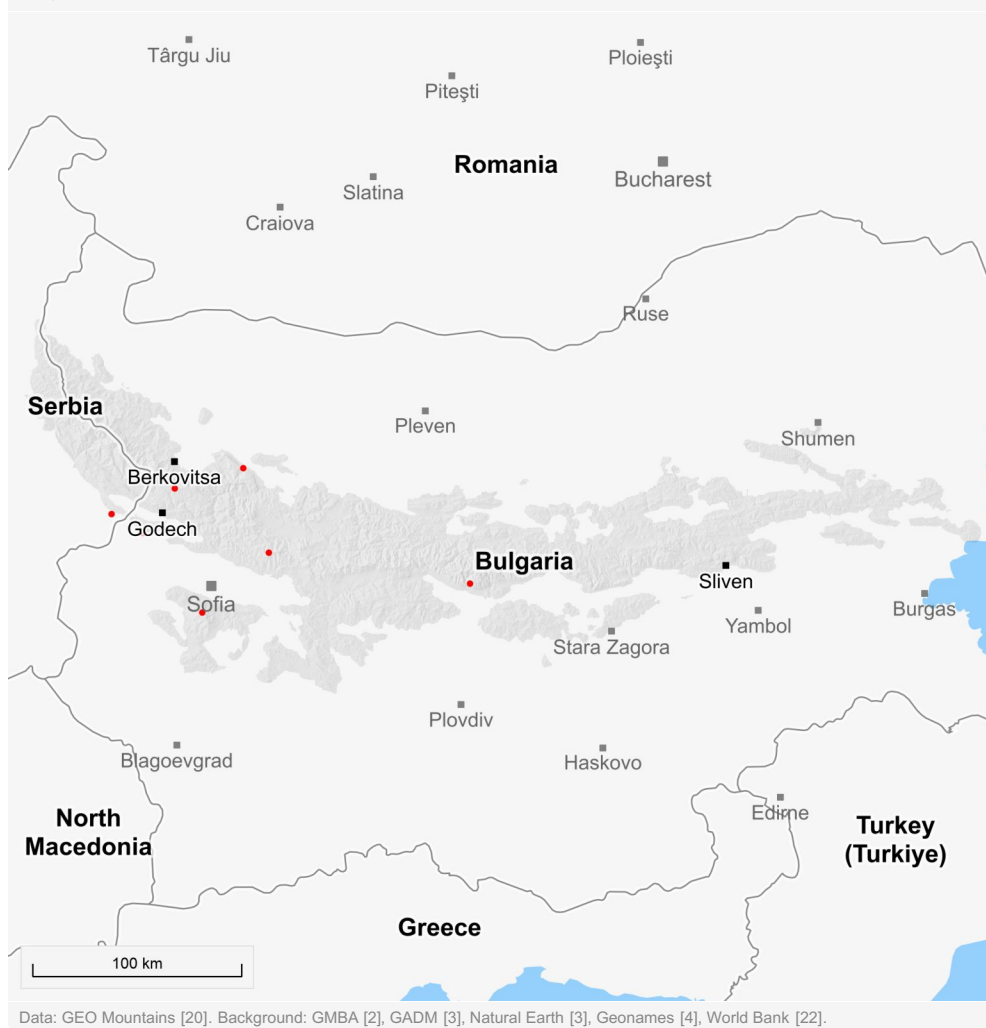 Târgu Jiu
Ploieşti
Piteşti
Romania
Bucharest
Slatina
Craiova
Ruse
Serbia
Pleven
Shumen
Berkovitsa
Godech
Bulgaria
Sliven
Sofia
Burgas
Yambol
Stara Zagora
Plovdiv
Blagoevgrad
Haskovo
Edirne
North
Macedonia
Turkey
(Turkiye)
Greece
100 km
Data: GEO Mountains [20]. Background: GMBA [2], GADM [3], Natural Earth [3], Geonames [4], World Bank [22].